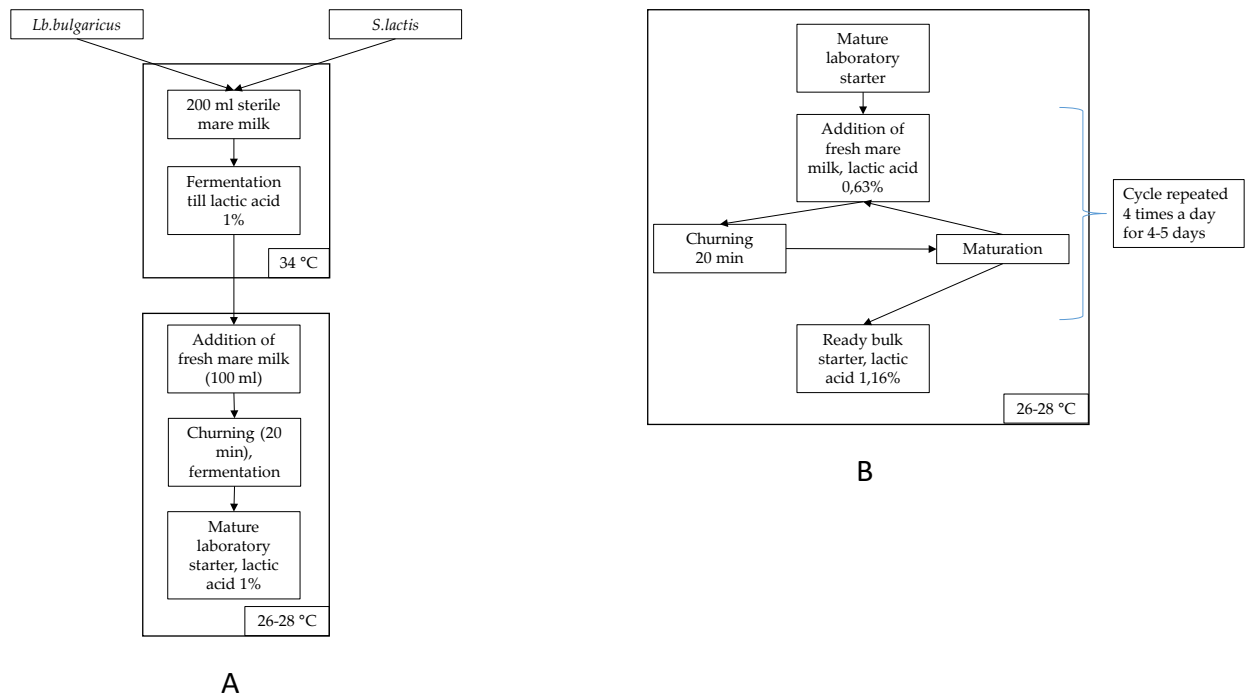 Lb.bulgaricus
S.lactis
200 ml sterile
mare milk
Fermentation
till lactic acid
1%
34 °C
Addition of
fresh mare milk
(100 ml)
Churning (20
min),
fermentation
Mature
laboratory
starter, lactic
acid 1%
26-28 °C
A
Mature
laboratory
starter
Addition of
fresh mare
milk, lactic acid
0,63%
Churning
20 min
Maturation
Ready bulk
starter, lactic
acid 1,16%
26-28 °C
Cycle repeated
4 times a day
for 4-5 days
B